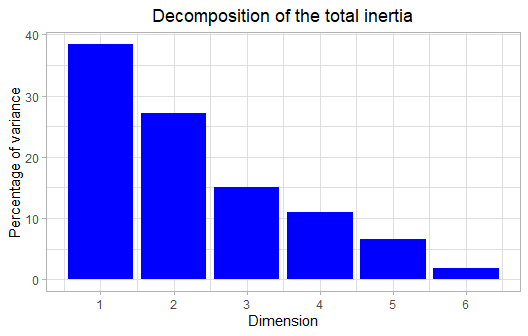 Decomposition of the total inertia
Percentage of variance
40
30
20
10
0
1 2 3 4 5 6
Dimension